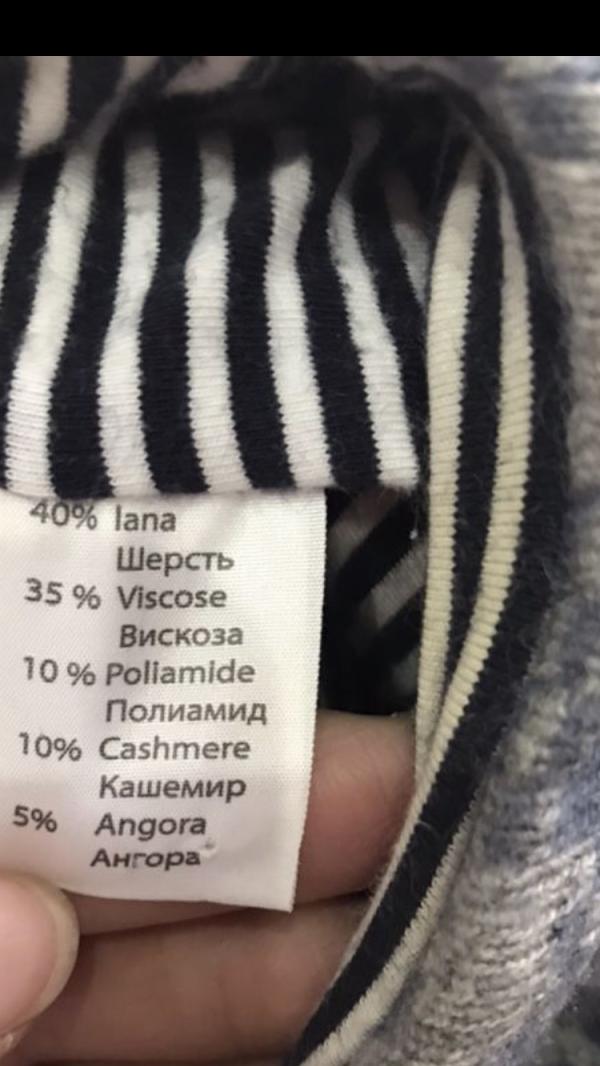 40% lana
Шерсть
35 % Viscose
Вискоза
10 % Poliamide
Полиамид
10% Cashmere
Кашемир
5% Angora
Ангора